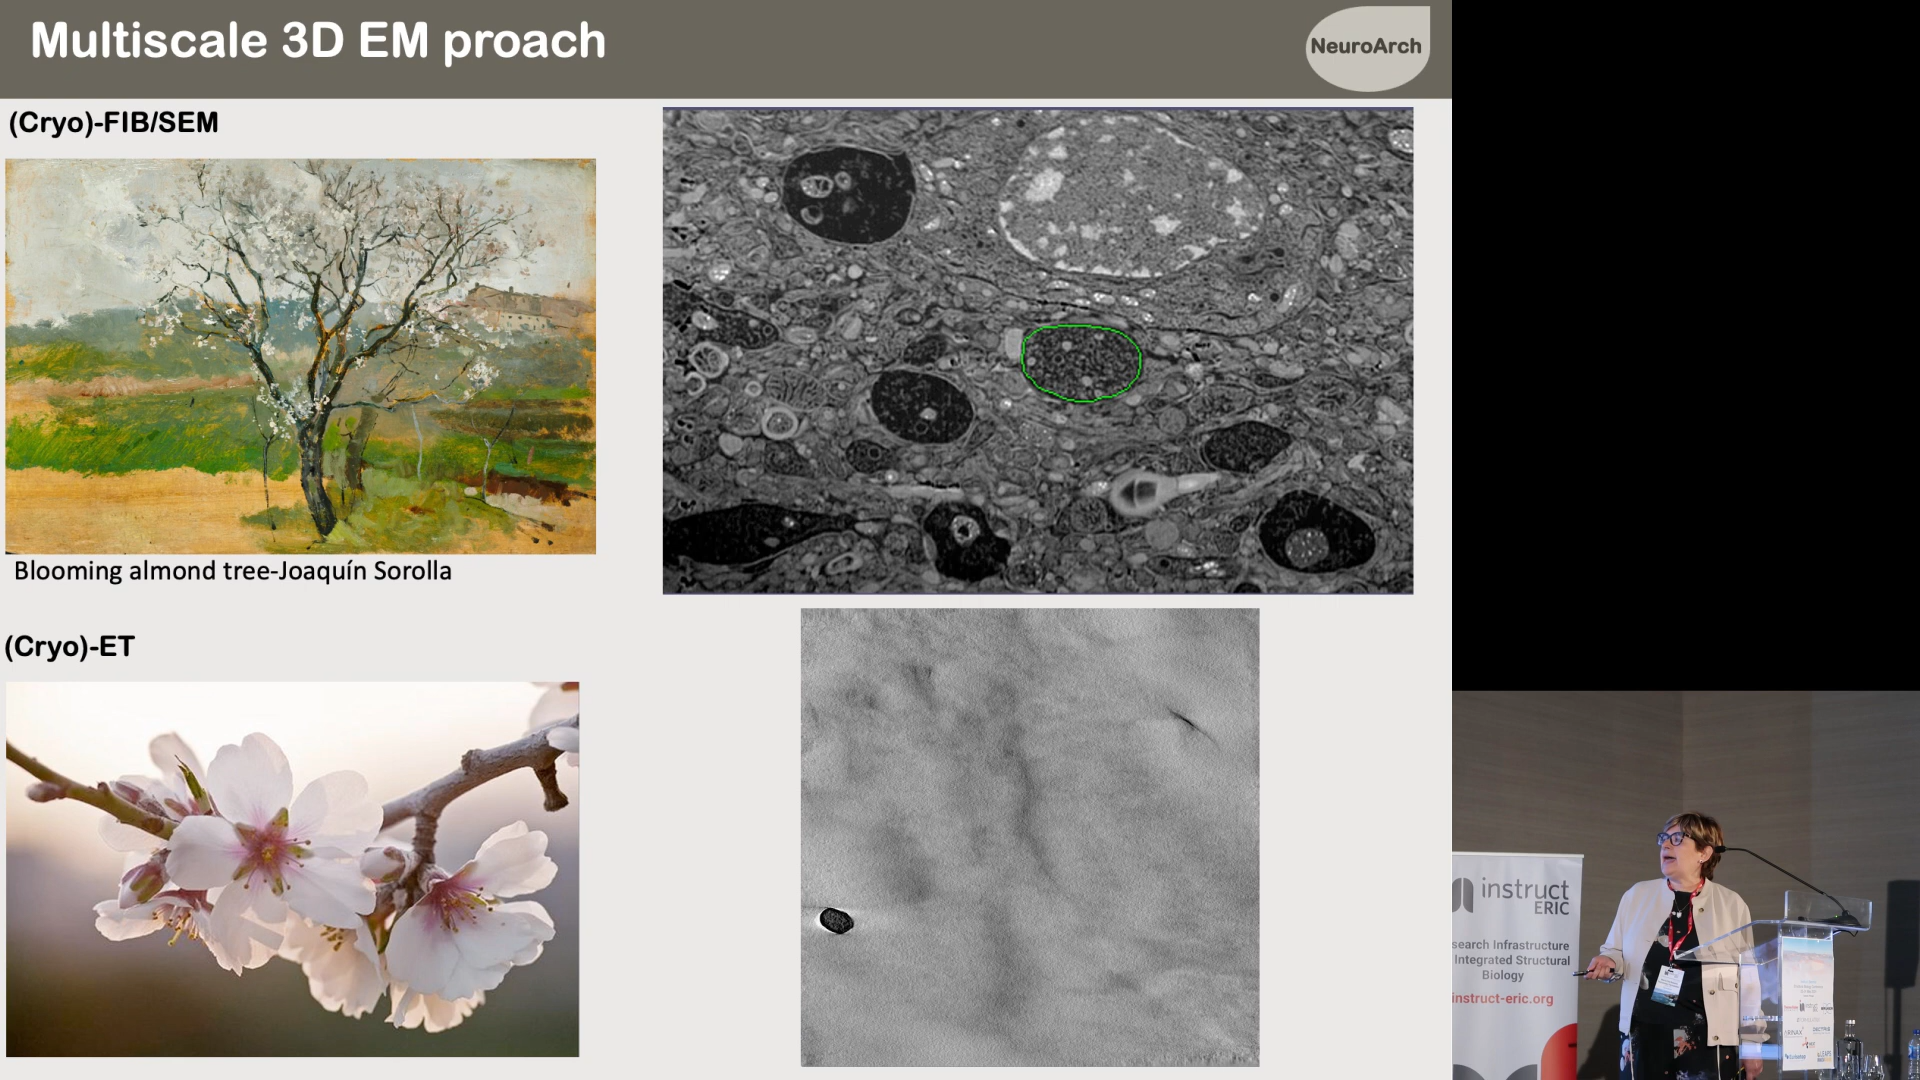 Multiscale 3D EM proach
NeuroArch
(Cryo)-FIB/SEM
Blooming almond tree-Joaquín Sorolla
(Cryo)-ET
instruct
ERIC
search Infrastructure
Integrated Structural
Biology
instruct-eric.org